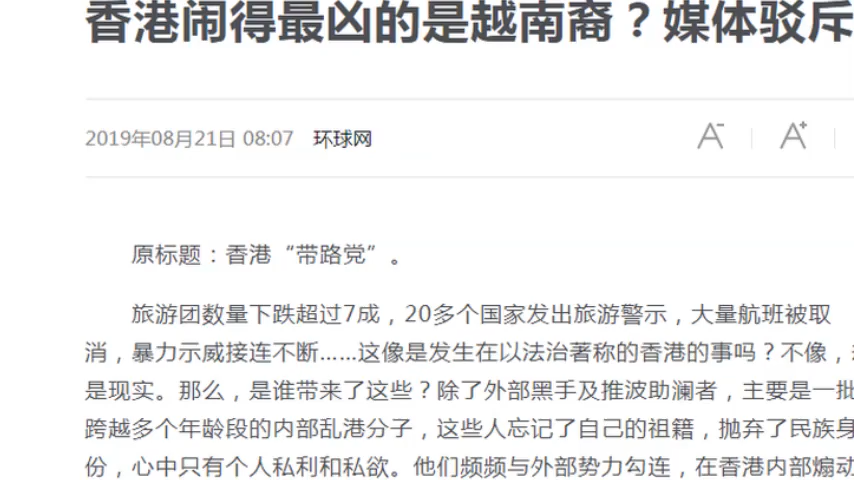 香港闹得最凶的是越南裔？媒体驳斥
2019年08月21日 08:07 环球网
A- A+
原标题：香港“带路党”。
旅游团数量下跌超过7成，20多个国家发出旅游警示，大量航班被取
消，暴力示威接连不断……这像是发生在以法治著称的香港的事吗？不像，
是现实。那么，是谁带来了这些？除了外部黑手及推波助澜者，主要是一批
跨越多个年龄段的内部乱港分子，这些人忘记了自己的祖籍，抛弃了民族身
份，心中只有个人私利和私欲。他们频频与外部势力勾连，在香港内部煽动